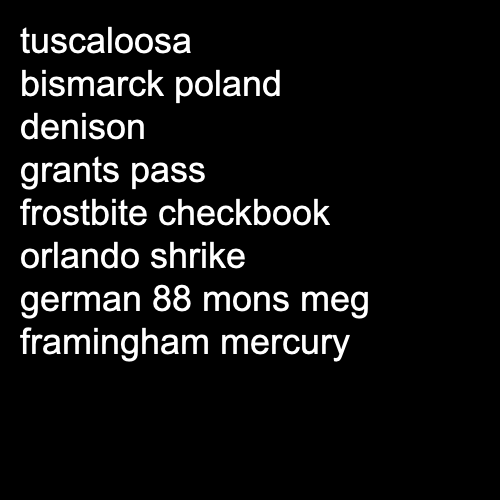 tuscaloosa
bismarck poland
denison
grants pass
frostbite checkbook
orlando shrike
german 88 mons meg
framingham mercury